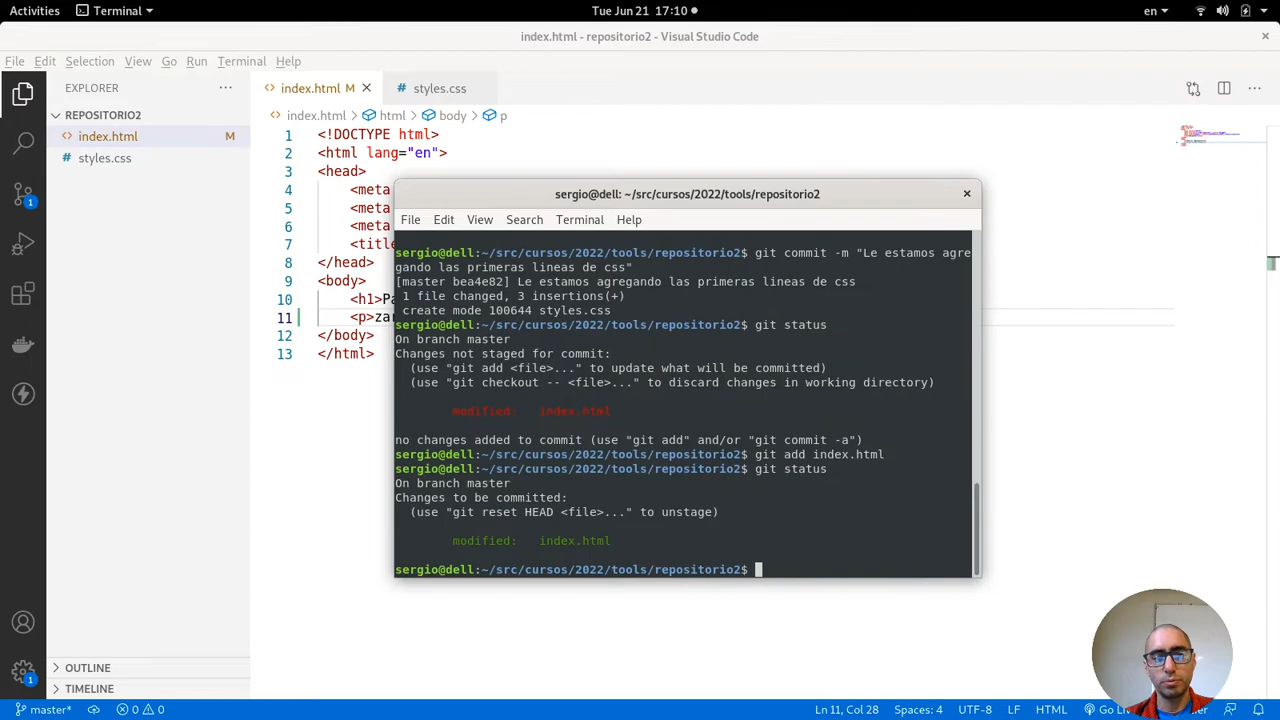 Activities Terminal Tue Jun 21 17:10 en
index.html - repositorio2 - Visual Studio Code
File Edit Selection View Go Run Terminal Help
EXPLORER
index.html M
styles.css
REPOSITORIO2
index.html > html > body > p
index.html M
styles.css
1 <!DOCTYPE html>
2 <html lang="en">
3 <head>
4 <meta
5 <meta
6 <meta
7 <titl
8 </head>
9 <body>
10 <h1>P
11 <p>za
12 </body>
13 </html>
sergio@dell: ~/src/cursos/2022/tools/repositorio2
File Edit View Search Terminal Help
sergio@dell:~/src/cursos/2022/tools/repositorio2$ git commit -m "Le estamos agre
gando las primeras lineas de css"
[master bea4e82] Le estamos agregando las primeras lineas de css
1 file changed, 3 insertions(+)
create mode 100644 styles.css
sergio@dell:~/src/cursos/2022/tools/repositorio2$ git status
On branch master
Changes not staged for commit:
(use "git add <file>..." to update what will be committed)
(use "git checkout -- <file>..." to discard changes in working directory)
modified: index.html
no changes added to commit (use "git add" and/or "git commit -a")
sergio@dell:~/src/cursos/2022/tools/repositorio2$ git add index.html
sergio@dell:~/src/cursos/2022/tools/repositorio2$ git status
On branch master
Changes to be committed:
(use "git reset HEAD <file>..." to unstage)
modified: index.html
sergio@dell:~/src/cursos/2022/tools/repositorio2$
1
1
OUTLINE
TIMELINE
master* 0 0 Ln 11, Col 28 Spaces: 4 UTF-8 LF HTML Go Li